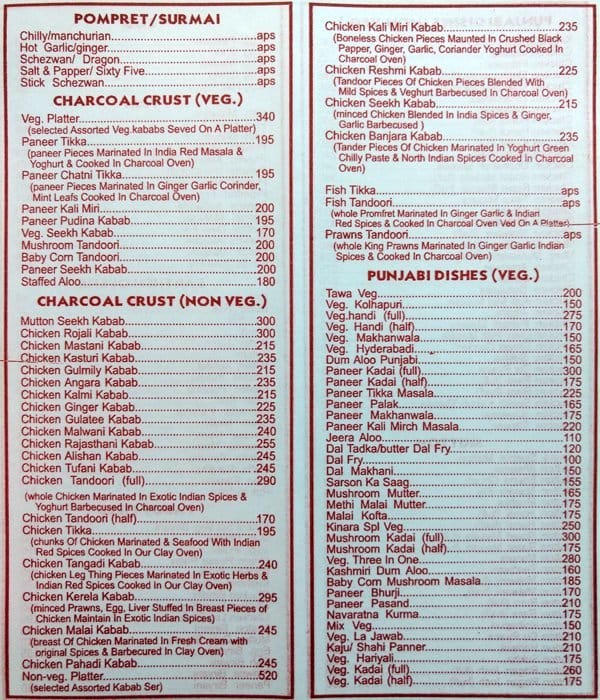 POMPRET/SURMAI
Chilly/manchurian.....aps
Hot Garlic/ginger.....aps
Schezwan/ Dragon.....aps
Salt & Papper/ Sixty Five.....aps
Stick Schezwan.....aps
CHARCOAL CRUST (VEG.)
Veg. Platter.....340
(selected Assorted Veg.kababs Seved On A Platter)
Paneer Tikka.....195
(paneer Pieces Marinated In India Red Masala &
Yoghurt & Cooked In Charcoal Oven)
Paneer Chatni Tikka.....195
(paneer Pieces Marinated In Ginger Garlic Corinder,
Mint Leafs Cooked In Charcoal Oven)
Paneer Kali Miri.....200
Paneer Pudina Kabab.....195
Veg. Seekh Kabab.....170
Mushroom Tandoori.....200
Baby Corn Tandoori.....200
Paneer Seekh Kabab.....200
Staffed Aloo.....180
CHARCOAL CRUST (NON VEG.)
Mutton Seekh Kabab.....300
Chicken Rojali Kabab.....300
Chicken Mastani Kabab.....215
Chicken Kasturi Kabab.....235
Chicken Gulmily Kabab.....215
Chicken Angara Kabab.....235
Chicken Kalmi Kabab.....215
Chicken Ginger Kabab.....225
Chicken Gulatee Kabab.....235
Chicken Malwani Kabab.....240
Chicken Rajasthani Kabab.....255
Chicken Alishan Kabab.....245
Chicken Tufani Kabab.....245
Chicken Tandoori (full).....290
(whole Chicken Marinated In Exotic Indian Spices &
Yoghurt Barbecused In Charcoal Oven)
Chicken Tandoori (half).....170
Chicken Tikka.....195
(chunks Of Chicken Marinated & Seafood With Indian
Red Spices Cooked In Our Clay Oven)
Chicken Tangadi Kabab.....240
(chicken Leg Thing Pieces Marinated In Exotic Herbs &
Indian Red Spices Cooked In Our Clay Oven)
Chicken Kerela Kabab.....295
(minced Prawns, Egg, Liver Stuffed In Breast Pieces of
Chicken Maintain In Exotic Indian Spices)
Chicken Malai Kabab.....245
(breast Of Chicken Marinated In Fresh Cream with
original Spices & Barbecured In Clay Oven)
Chicken Pahadi Kabab.....245
Non-veg. Platter.....520
(selected Assorted Kabab Ser)
Chicken Kali Miri Kabab.....235
(Boneless Chicken Pieces Maunted In Crushed Black
Papper, Ginger, Garlic, Coriander Yoghurt Cooked In
Charcoal Oven)
Chicken Reshmi Kabab.....225
(Tandoor Pieces Of Chicken Pieces Blended With
Mild Spices & Veghurt Barbecused In Charcoal Oven)
Chicken Seekh Kabab.....215
(minced Chicken Blended In India Spices & Ginger,
Garlic Barbecused )
Chicken Banjara Kabab.....235
(Tander Pieces Of Chicken Marinated In Yoghurt Green
Chilly Paste & North Indian Spices Cooked In Charcoal
Oven)
Fish Tikka.....aps
Fish Tandoori.....aps
(whole Promfret Marinated In Ginger Garlic & Indian
Red Spices & Cooked In Charcoal Oven Ved On A Platter)
Prawns Tandoori.....aps
(whole King Prawns Marinated In Ginger Garlic Indian
Spices & Cooked In Charcoal Oven)
PUNJABI DISHES (VEG.)
Tawa Veg.....200
Veg. Kolhapuri.....150
Veg.handi (full).....275
Veg. Handi (half).....170
Veg. Makhanwala.....150
Veg. Hyderabadi.....165
Dum Aloo Punjabi.....150
Paneer Kadai (full).....300
Paneer Kadai (half).....175
Paneer Tikka Masala.....225
Paneer Palak.....165
Paneer Makhanwala.....175
Paneer Kali Mirch Masala.....220
Jeera Aloo.....110
Dal Tadka/butter Dal Fry.....120
Dal Fry.....100
Dal Makhani.....150
Sarson Ka Saag.....155
Mushroom Mutter.....165
Methi Malai Mutter.....175
Malai Kofta.....175
Kinara Spl Veg.....250
Mushroom Kadai (full).....300
Mushroom Kadai (half).....175
Veg. Three In One.....280
Kashmiri Dum Aloo.....160
Baby Corn Mushroom Masala.....185
Paneer Bhurji.....170
Paneer Pasand.....210
Navaratna Kurma.....175
Mix Veg.....150
Veg. La Jawab.....210
Kaju/ Shahi Panner.....210
Veg. Hariyali.....175
Veg. Kadai (full).....260
Veg. Kadai (half).....175